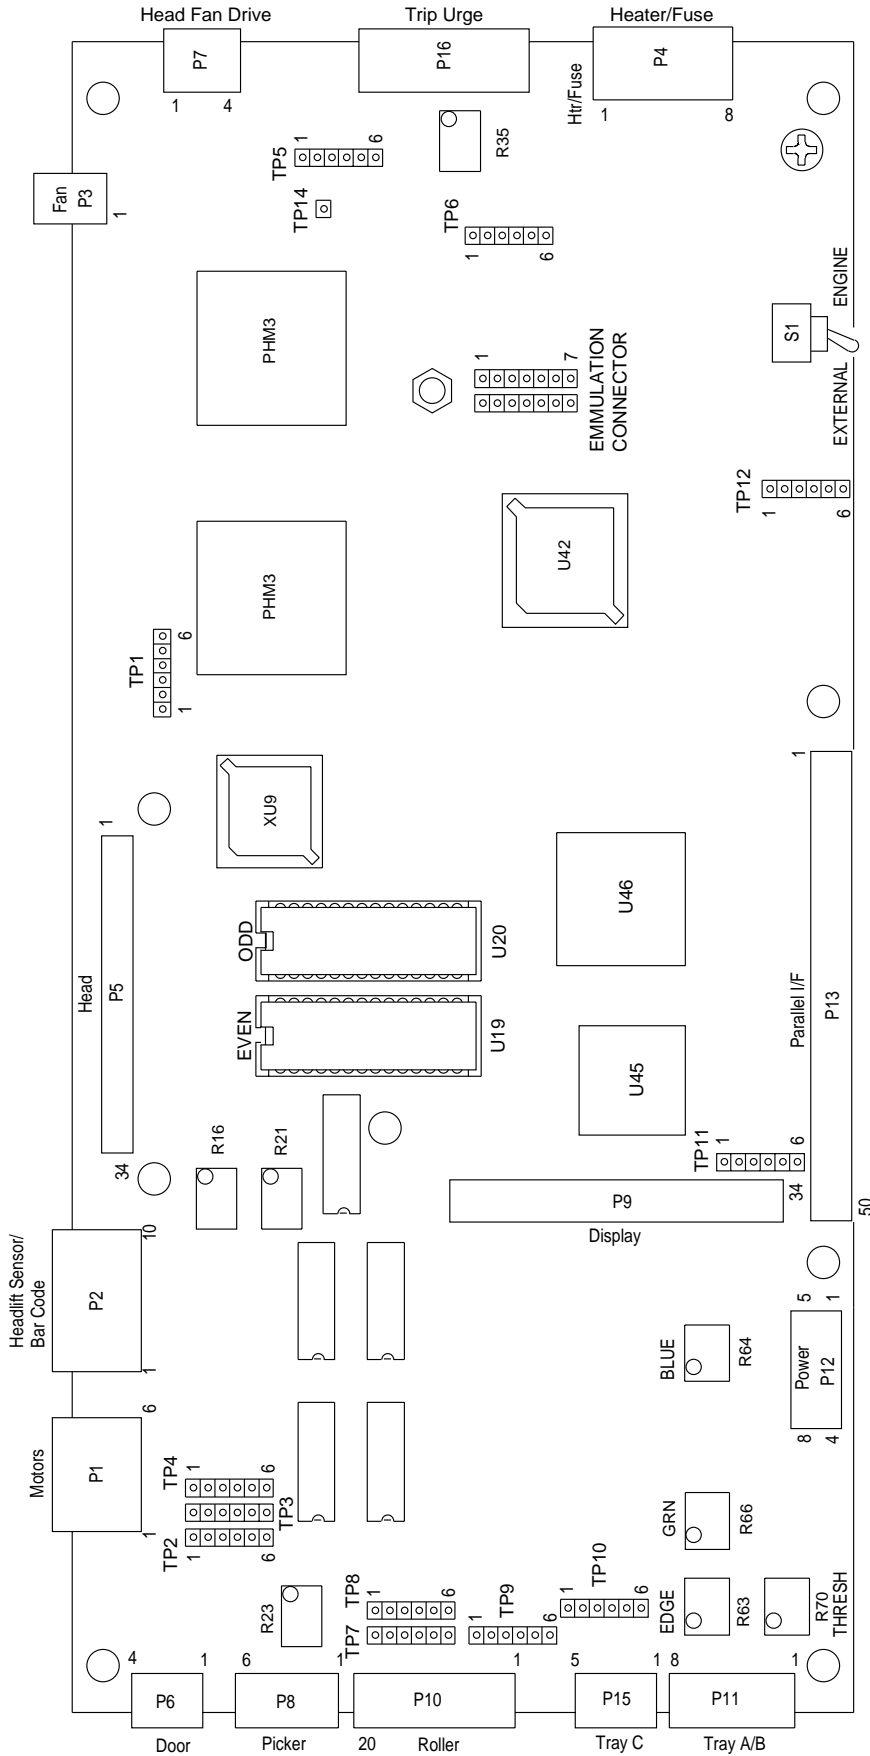 Head Fan Drive
Trip Urge
Heater/Fuse
P7
P16
P4
1
4
Htr/Fuse
1
8
Fan
P3
1
TP5
1
6
R35
TP14
TP6
1
6
PHM3
S1
EXTERNAL
ENGINE
1
7
EMMULATION
CONNECTOR
TP12
1
6
PHM3
U42
TP1
1
6
XU9
1
Head
P5
34
1
ODD
U20
U46
EVEN
U19
U45
Parallel I/F
P13
50
R16
R21
TP11
1
6
34
P9
Display
Headlift Sensor/
Bar Code
P2
10
1
BLUE
R64
5
1
Power
P12
8
4
Motors
P1
6
1
TP4
1
6
TP3
TP2
1
6
GRN
R66
R23
TP8
1
6
TP7
TP9
1
6
TP10
1
6
EDGE
R63
R70
THRESH
4
1
6
1
1
5
1
8
1
P6
P8
P10
P15
P11
Door
Picker
20
Roller
Tray C
Tray A/B